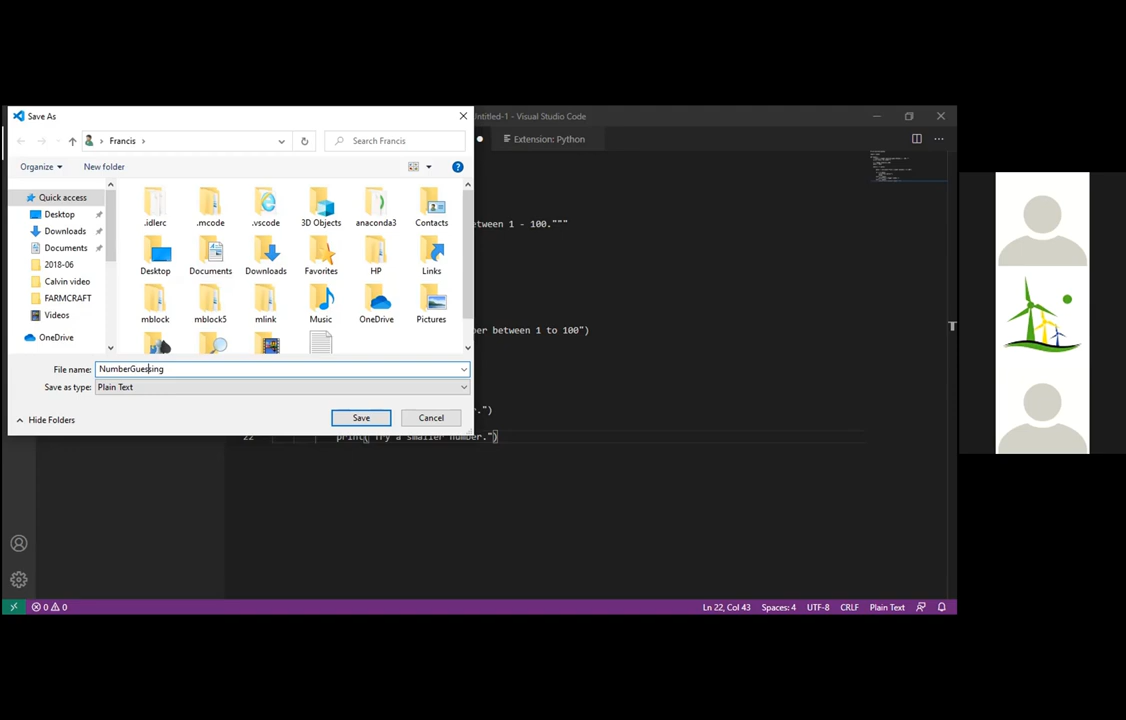 Save As
Untitled-1 - Visual Studio Code
Francis
Search Francis
Extension: Python
Organize
New folder
Quick access
Desktop
Downloads
Documents
2018-06
Calvin video
FARMCRAFT
Videos
OneDrive
.idlerc
.mcode
.vscode
3D Objects
anaconda3
Contacts
Desktop
Documents
Downloads
Favorites
HP
Links
mblock
mblock5
mlink
Music
OneDrive
Pictures
etween 1 - 100."""
er between 1 to 100")
File name:
NumberGuessing
Save as type:
Plain Text
Hide Folders
Save
Cancel
.")
22
print("Try a smaller number.")
0
0
Ln 22, Col 43
Spaces: 4
UTF-8
CRLF
Plain Text